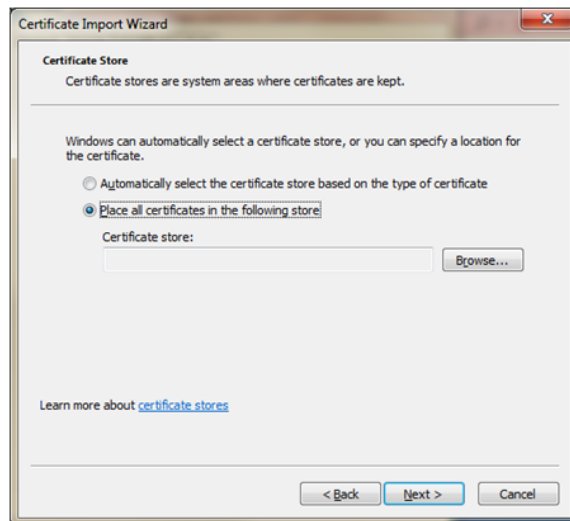 Certificate Import Wizard
Certificate Store
Certificate stores are system areas where certificates are kept.
Windows can automatically select a certificate store, or you can specify a location for
the certificate.
Automatically select the certificate store based on the type of certificate
Place all certificates in the following store
Certificate store:
Browse...
Learn more about certificate stores
< Back
Next >
Cancel